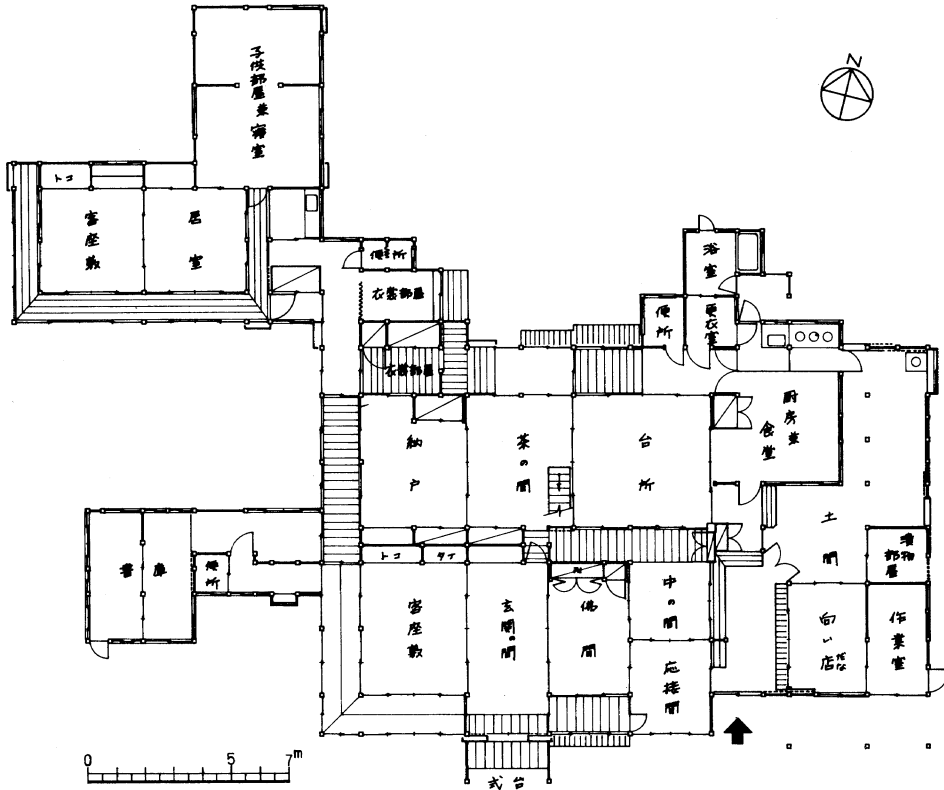 子供部屋兼寝室
N
トコ
客座敷
居室
便所
衣裳部屋
衣裳部屋
浴室
便所
更衣室
納戸
茶の間
台所
厨房兼
食堂
土間
漬物
部屋
書庫
便所
トコ
タイ
客座敷
玄関の間
佛間
中の間
応接間
向い店
だな
作業室
式台
0 5 7m